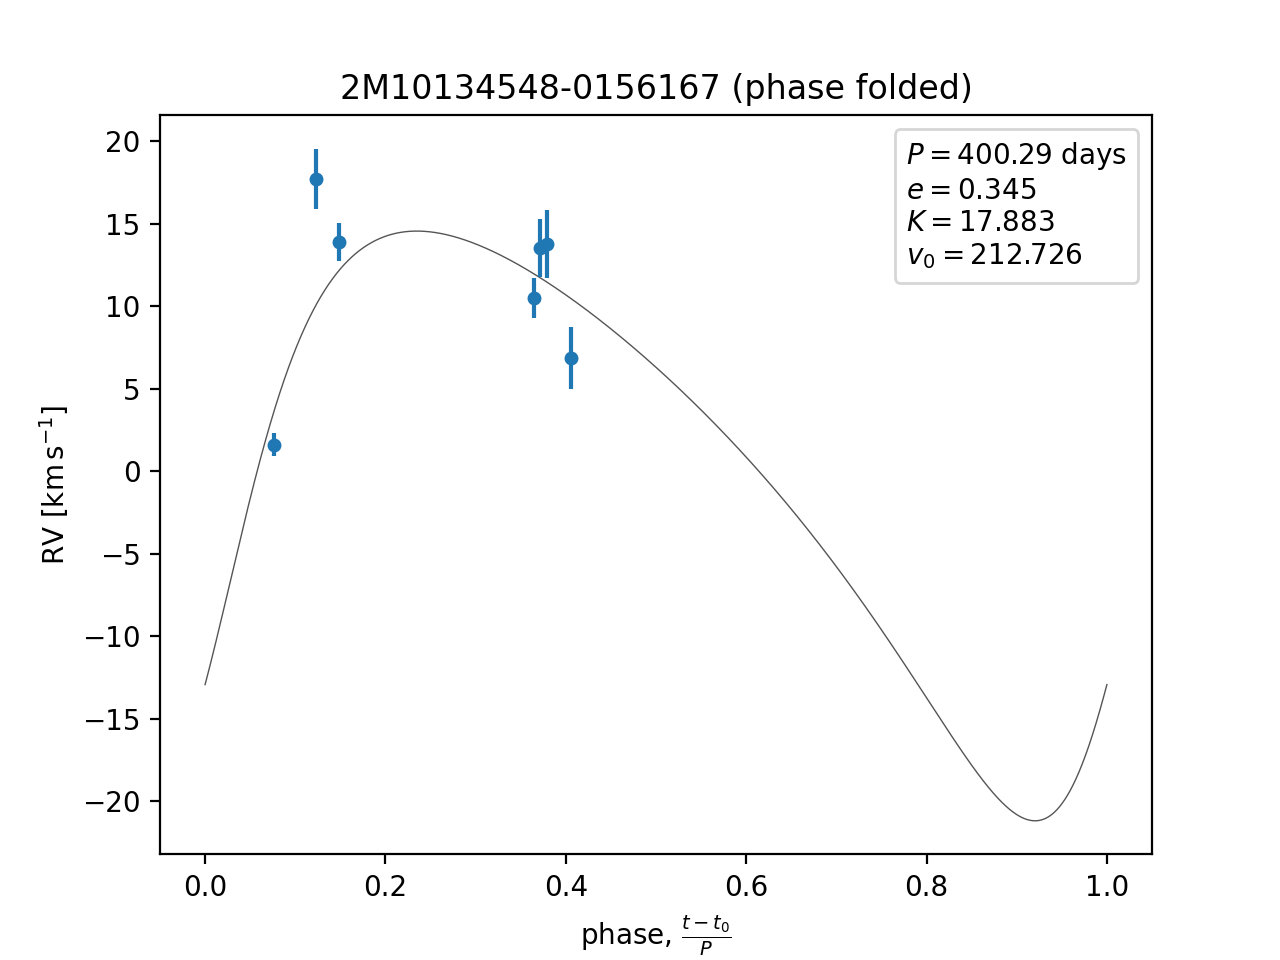 2M10134548-0156167 (phase folded)
P = 400.29 days
e = 0.345
K = 17.883
v₀ = 212.726
20
15
10
5
0
−5
−10
−15
−20
RV [km s⁻¹]
0.0 0.2 0.4 0.6 0.8 1.0
phase, (t − t₀)/P